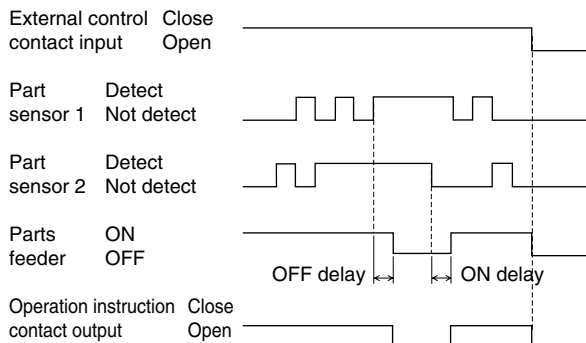 External control Close
contact input Open
Part Detect
sensor 1 Not detect
Part Detect
sensor 2 Not detect
Parts ON
feeder OFF
OFF delay ON delay
Operation instruction Close
contact output Open